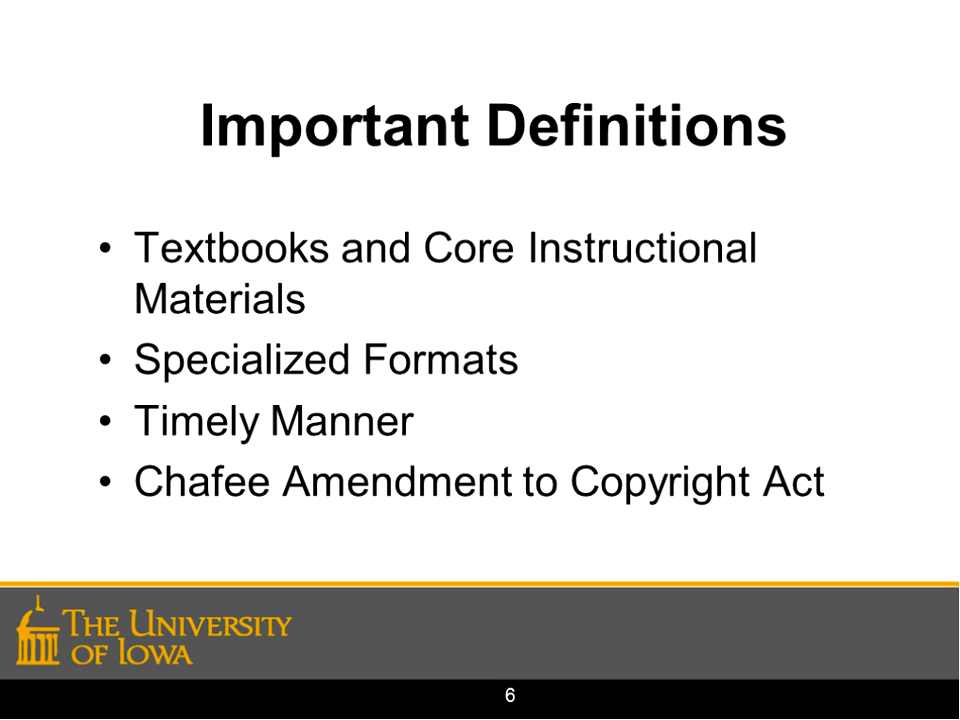 Important Definitions
• Textbooks and Core Instructional
Materials
• Specialized Formats
• Timely Manner
• Chafee Amendment to Copyright Act
THE UNIVERSITY
OF IOWA
6